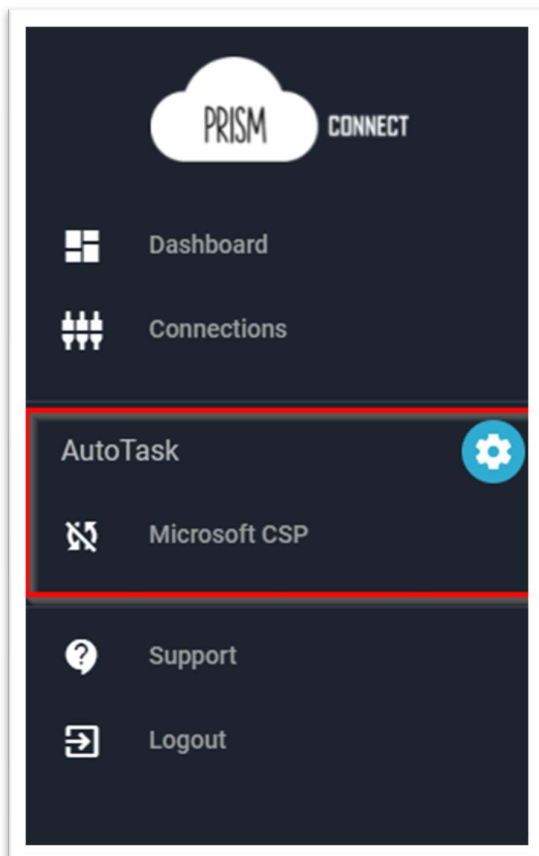 PRISM CONNECT
Dashboard
Connections
AutoTask
Microsoft CSP
Support
Logout